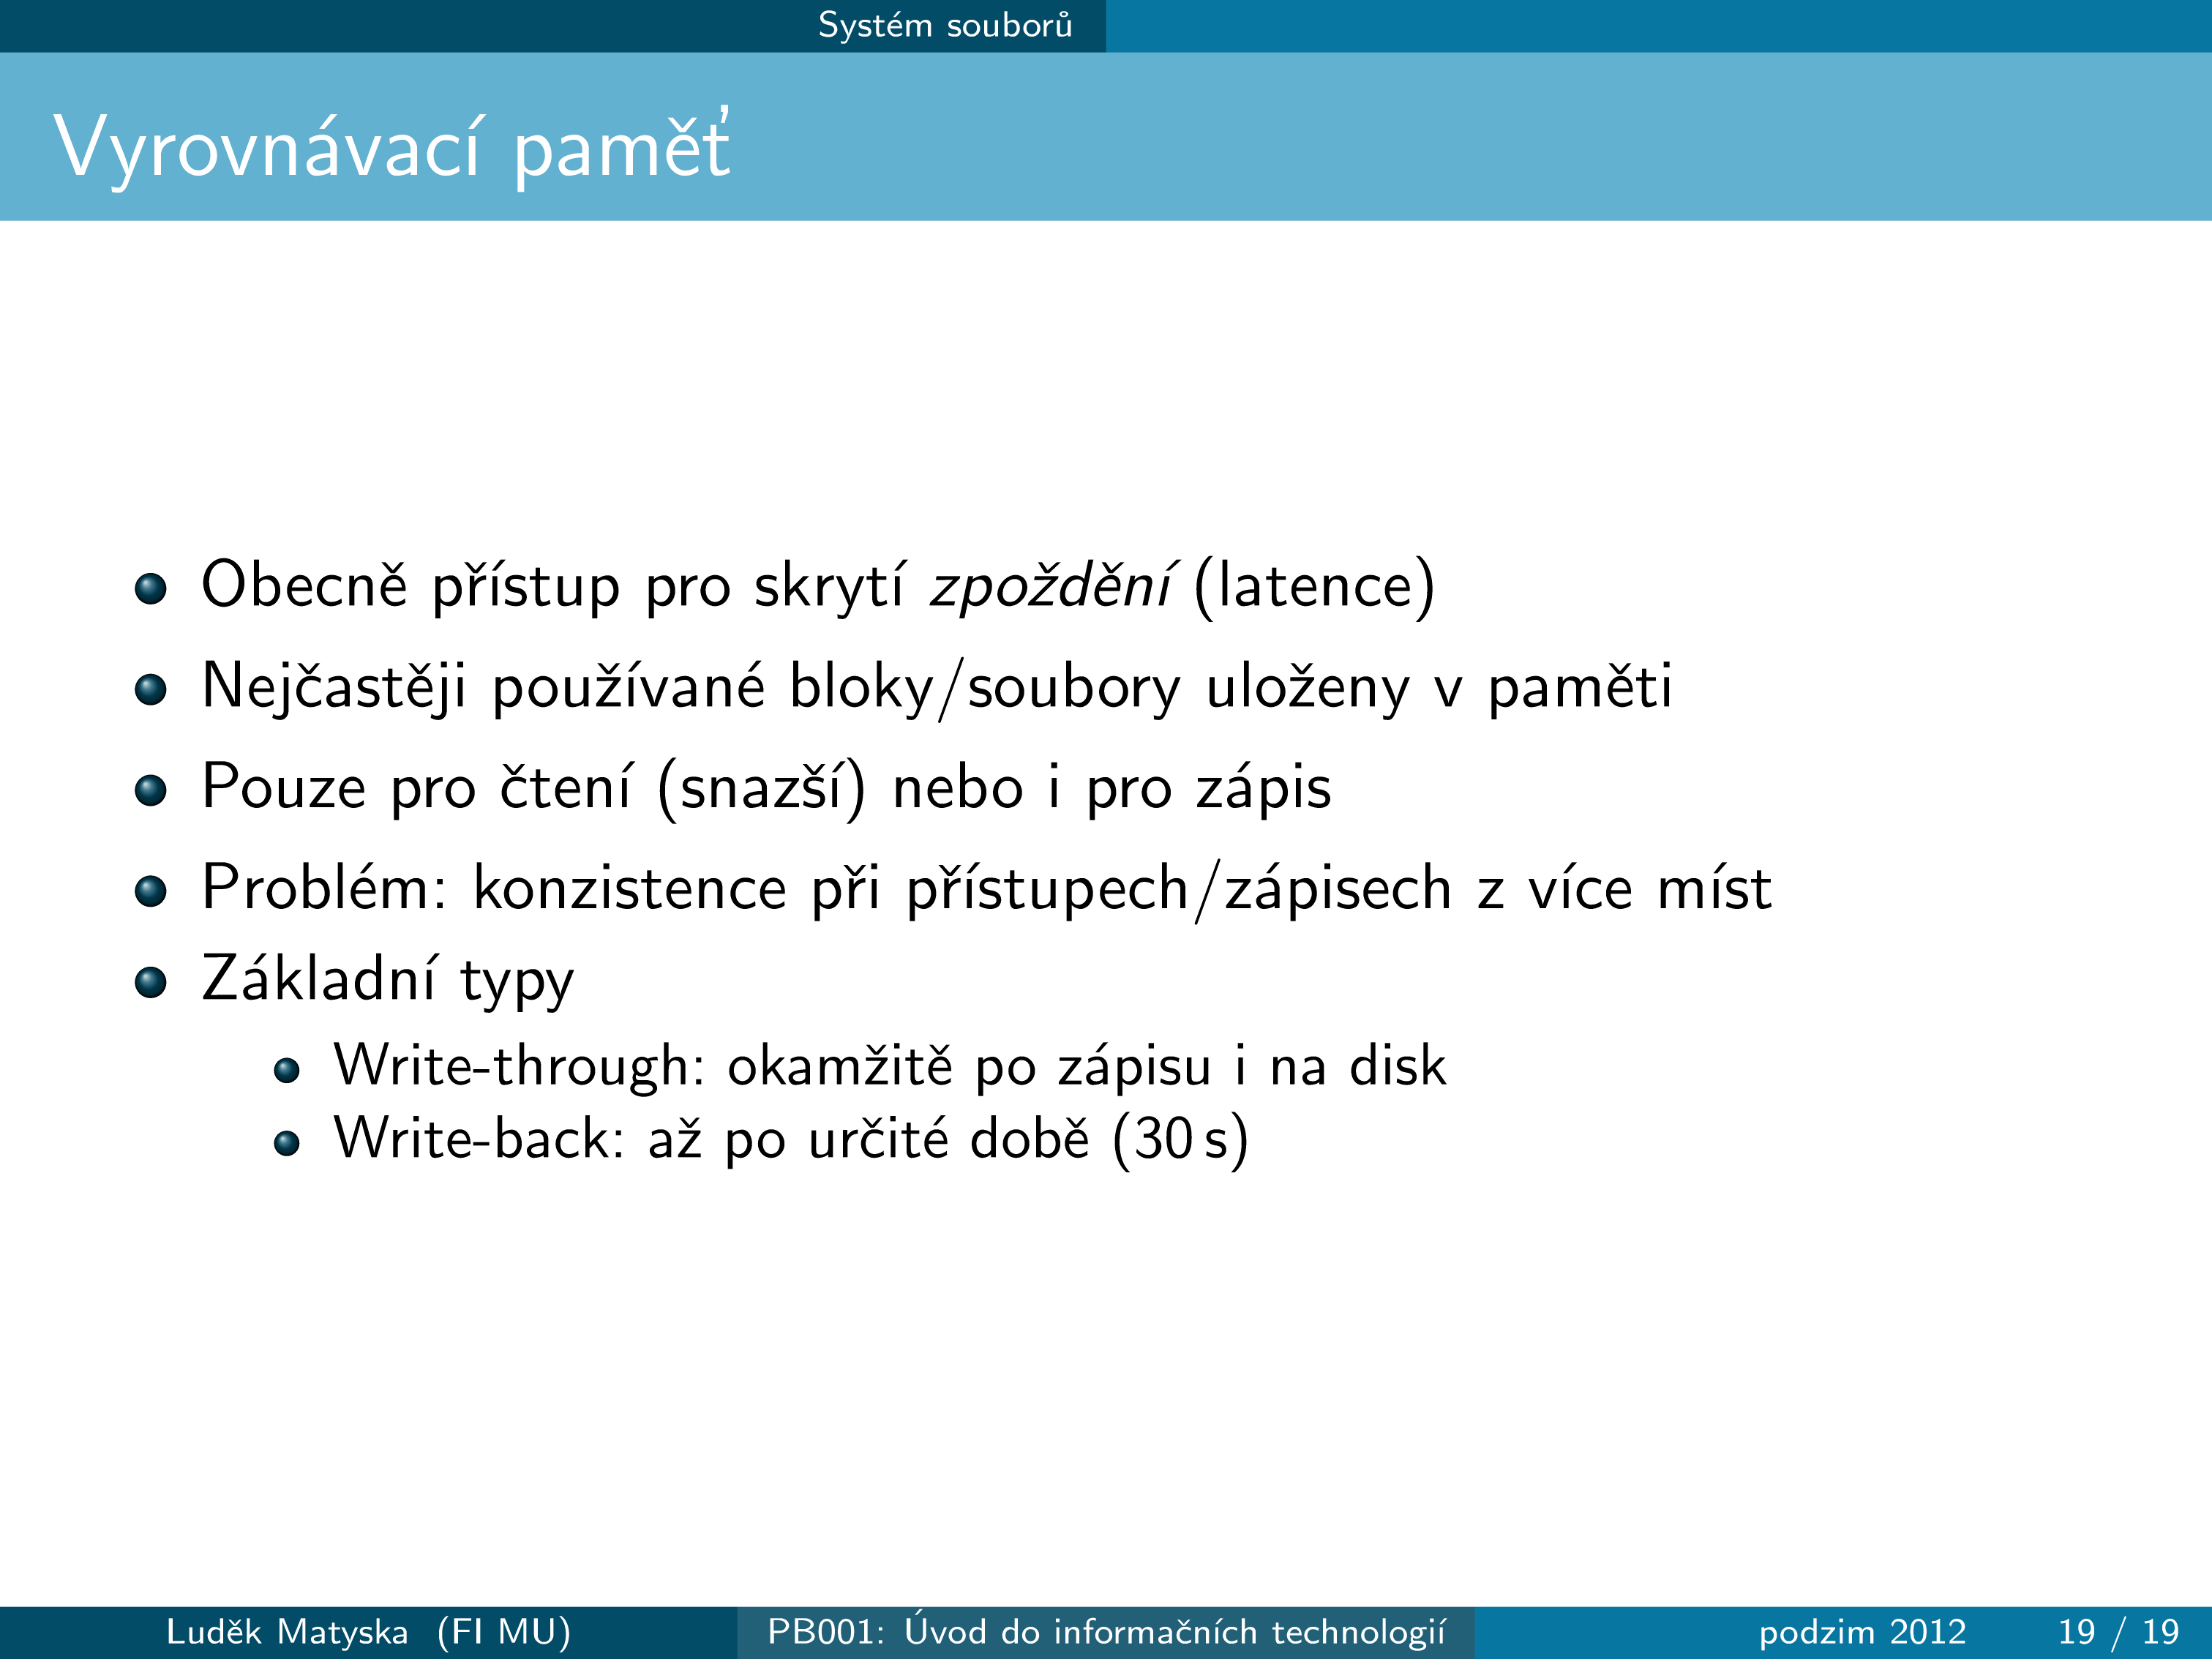 Systém souborů
Vyrovnávací paměť
Obecně přístup pro skrytí zpoždění (latence)
Nejčastěji používané bloky/soubory uloženy v paměti
Pouze pro čtení (snazší) nebo i pro zápis
Problém: konzistence při přístupech/zápisech z více míst
Základní typy
Write-through: okamžitě po zápisu i na disk
Write-back: až po určité době (30 s)
Luděk Matyska (FI MU) PB001: Úvod do informačních technologií podzim 2012 19 / 19